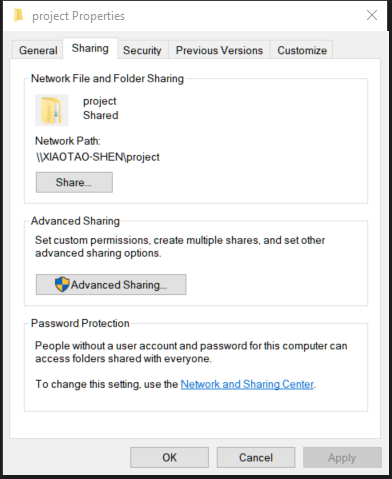 project Properties
General Sharing Security Previous Versions Customize
Network File and Folder Sharing
project
Shared
Network Path:
\\XIAOTAO-SHEN\project
Share...
Advanced Sharing
Set custom permissions, create multiple shares, and set other
advanced sharing options.
Advanced Sharing...
Password Protection
People without a user account and password for this computer can
access folders shared with everyone.
To change this setting, use the Network and Sharing Center.
OK Cancel Apply